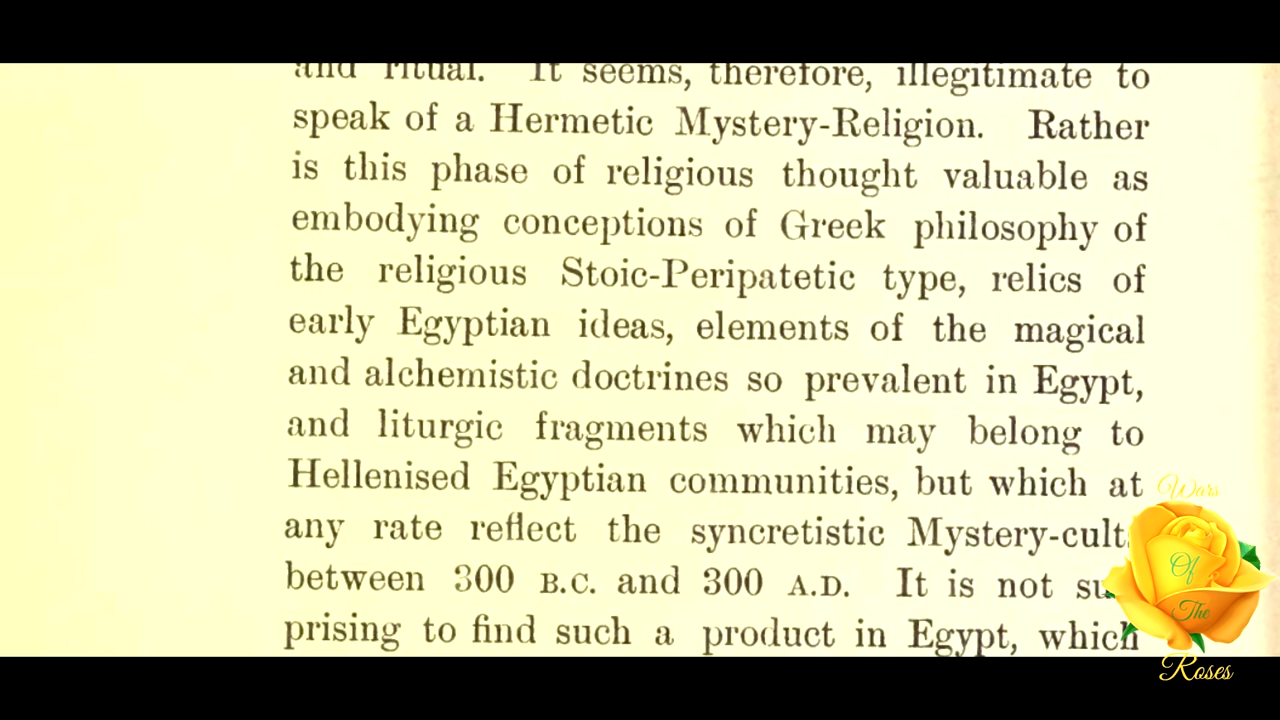 and ritual. It seems, therefore, illegitimate to
speak of a Hermetic Mystery-Religion. Rather
is this phase of religious thought valuable as
embodying conceptions of Greek philosophy of
the religious Stoic-Peripatetic type, relics of
early Egyptian ideas, elements of the magical
and alchemistic doctrines so prevalent in Egypt,
and liturgic fragments which may belong to
Hellenised Egyptian communities, but which at
any rate reflect the syncretistic Mystery-cult
between 300 B.C. and 300 A.D. It is not su
prising to find such a product in Egypt, which
Wars
Of
The
Roses